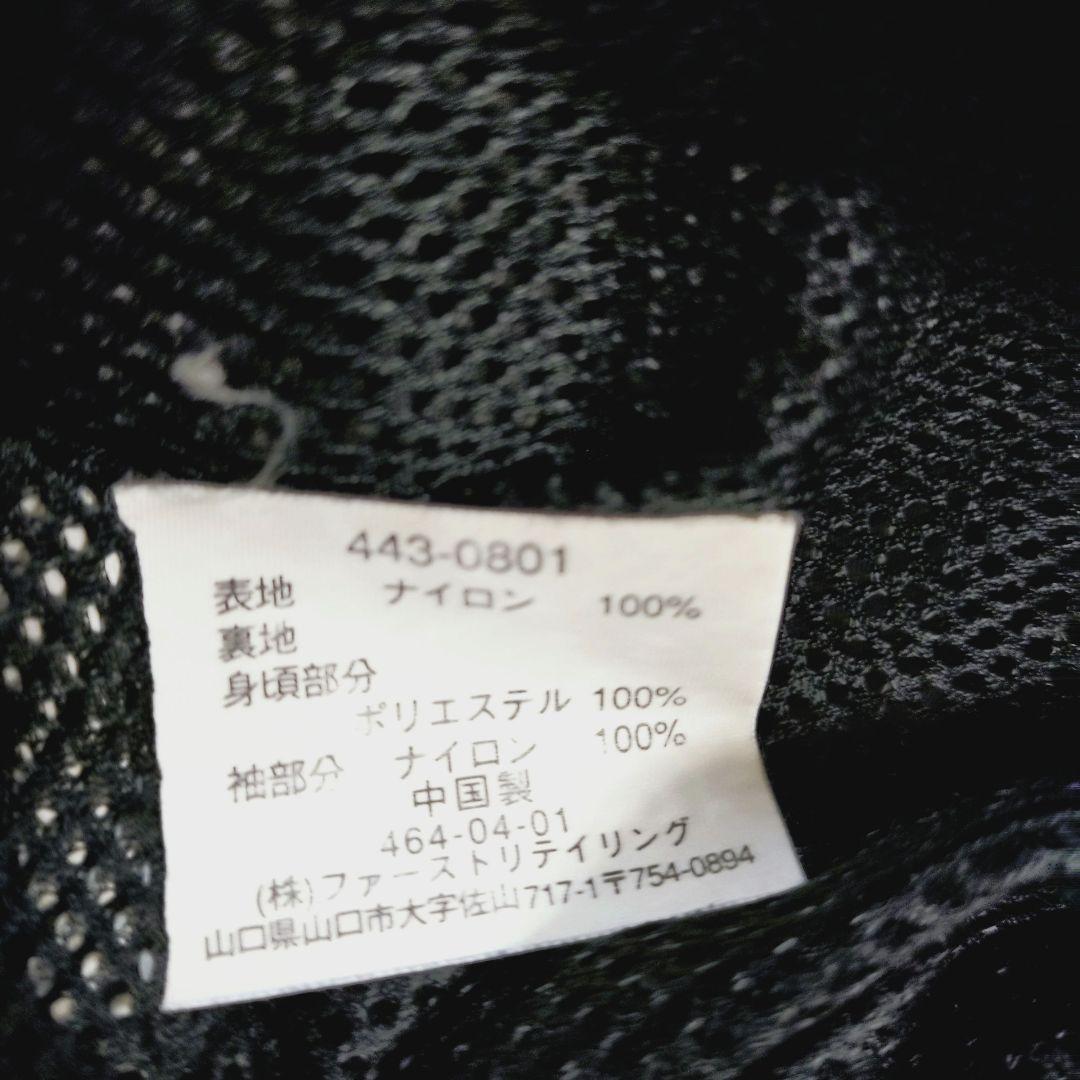 443-0801
表地 ナイロン 100%
裏地
身頃部分
ポリエステル 100%
袖部分 ナイロン 100%
中国製
464-04-01
(株)ファーストリテイリング
山口県山口市大字佐山717-1〒754-0894